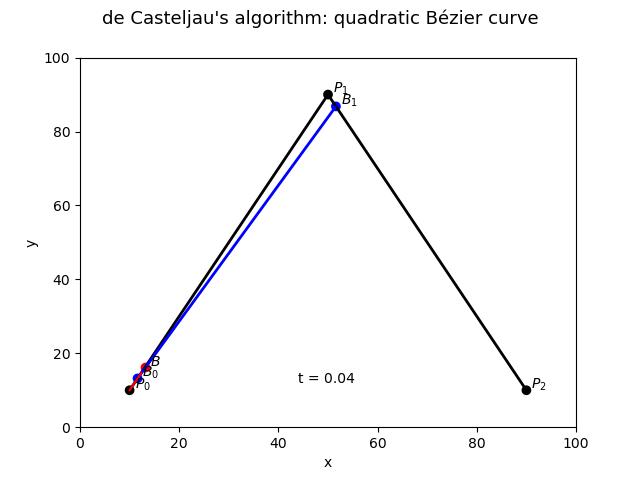 de Casteljau's algorithm: quadratic Bézier curve
100
80
60
40
20
0
y
P₁
B₁
B
B₀
P₀
t = 0.04
P₂
0 20 40 60 80 100
x